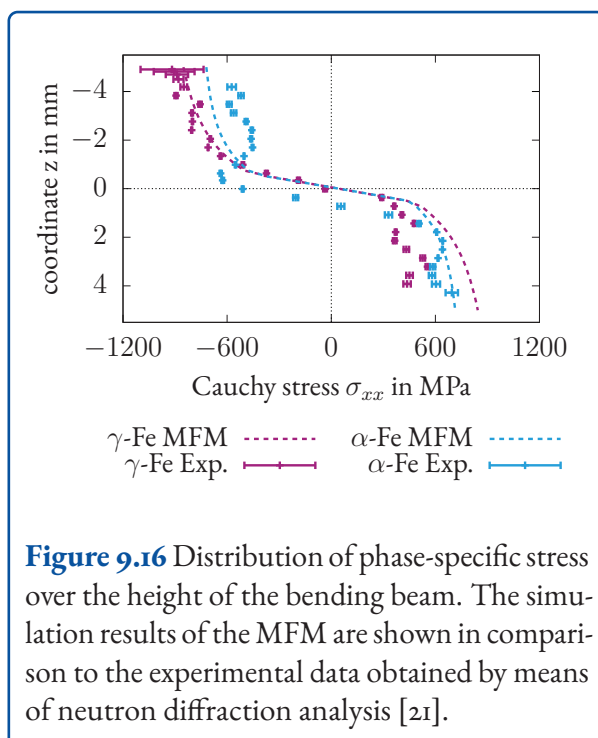 −4
−2
0
2
4
coordinate z in mm
−1200 −600 0 600 1200
Cauchy stress σxx in MPa
γ-Fe MFM
γ-Fe Exp.
α-Fe MFM
α-Fe Exp.
Figure 9.16 Distribution of phase-specific stress
over the height of the bending beam. The simu-
lation results of the MFM are shown in compari-
son to the experimental data obtained by means
of neutron diffraction analysis [21].